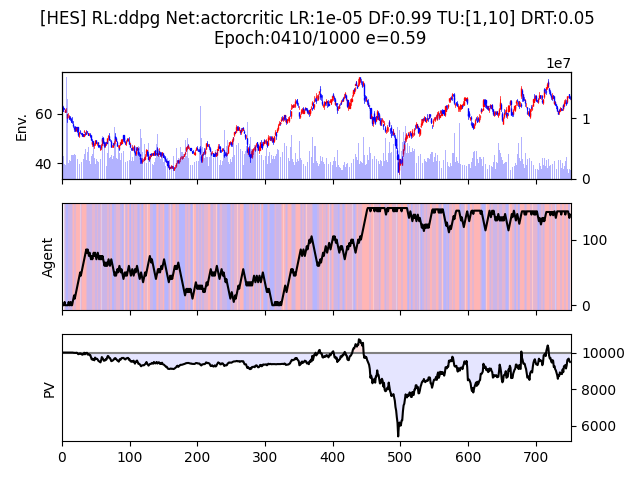 [HES] RL:ddpg Net:actorcritic LR:1e-05 DF:0.99 TU:[1,10] DRT:0.05
Epoch:0410/1000 e=0.59
1e7
Env.
60
40
1
0
Agent
100
0
PV
10000
8000
6000
0 100 200 300 400 500 600 700